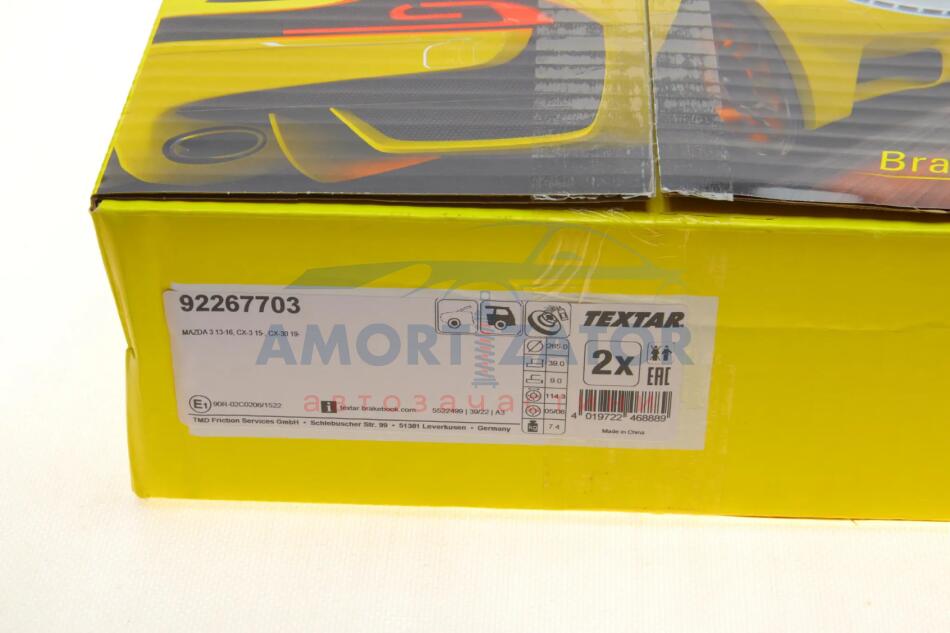 Bra
92267703
MAZDA 3 13-16, CX-3 15-, CX-30 19-
TEXTAR
265.0
39.0
9.0
114.3
05/06
7.4
2x
EAC
AMORTIZATOR
автозапчасти
E1 90R-02C0206/1522
i textar brakebook.com 5522499 | 39/22 | A3
TMD Friction Services GmbH • Schlebuscher Str. 99 • 51381 Leverkusen • Germany
4 019722 468889
Made in China